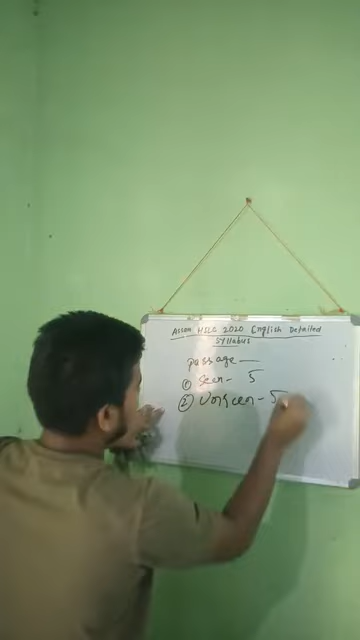 Assam HSLC 2020 English Detailed
Syllabus
passage —
① Seen - 5
② Unseen - 5